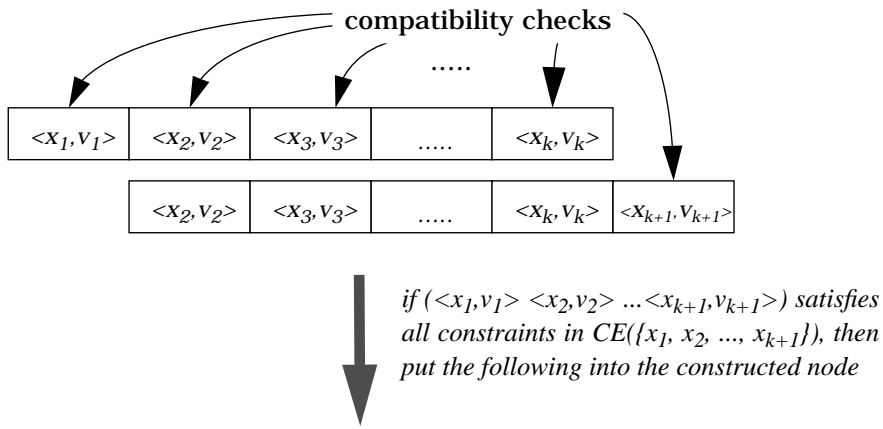 compatibility checks
.....
<x1,v1> <x2,v2> <x3,v3> ..... <xk,vk>
<x2,v2> <x3,v3> ..... <xk,vk> <xk+1,vk+1>
if (<x1,v1> <x2,v2> ...<xk+1,vk+1>) satisfies
all constraints in CE({x1, x2, ..., xk+1}), then
put the following into the constructed node